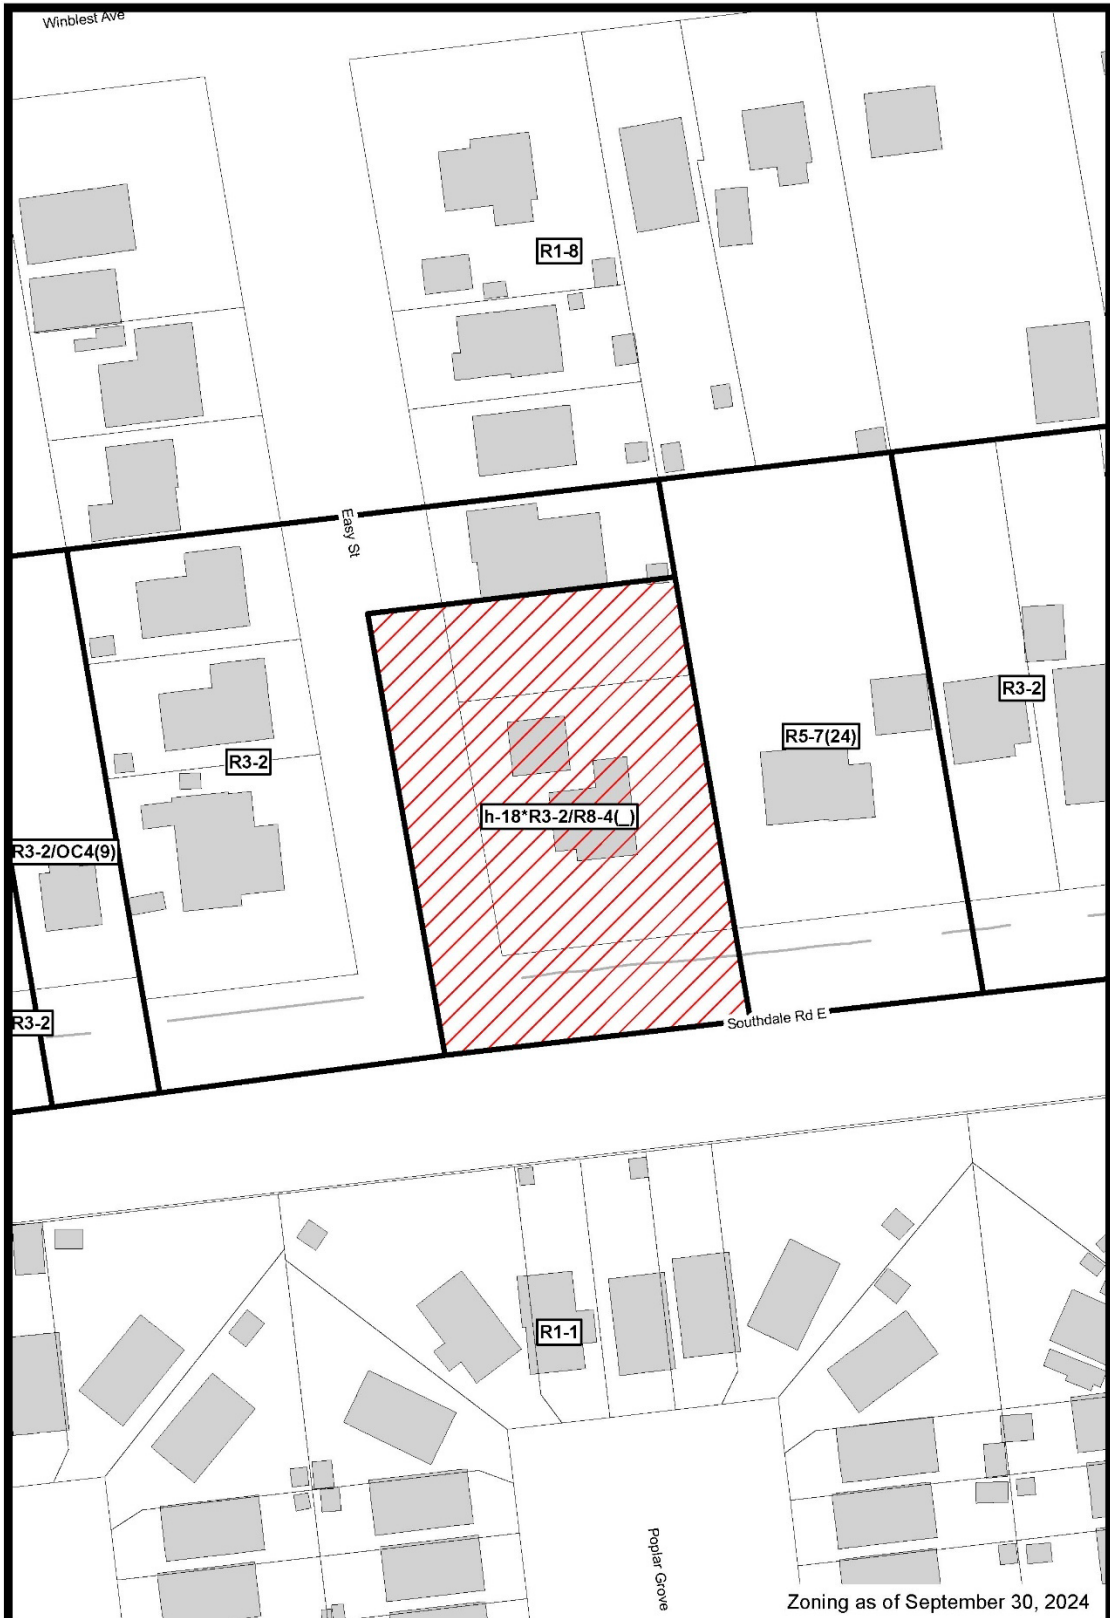 Winblest Ave
R1-8
Easy St
R3-2
R5-7(24)
R3-2
h-18*R3-2/R8-4(_)
R3-2/OC4(9)
R3-2
Southdale Rd E
R1-1
Poplar Grove
Zoning as of September 30, 2024